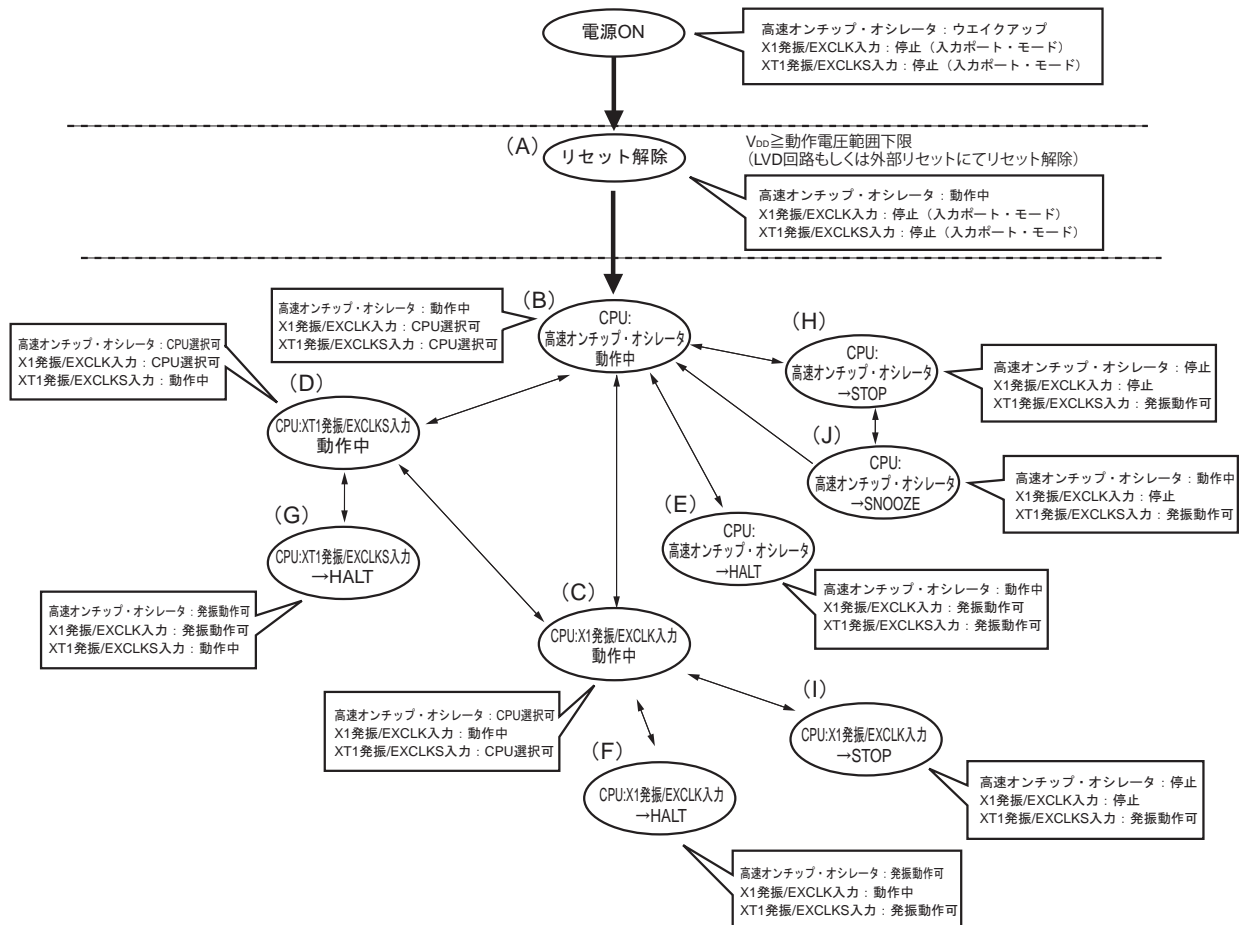 電源ON
高速オンチップ・オシレータ：ウエイクアップ
X1発振/EXCLK入力：停止（入力ポート・モード）
XT1発振/EXCLKS入力：停止（入力ポート・モード）
（A）
リセット解除
VDD≧動作電圧範囲下限
（LVD回路もしくは外部リセットにてリセット解除）
高速オンチップ・オシレータ：動作中
X1発振/EXCLK入力：停止（入力ポート・モード）
XT1発振/EXCLKS入力：停止（入力ポート・モード）
（B）
CPU:
高速オンチップ・オシレータ
動作中
高速オンチップ・オシレータ：動作中
X1発振/EXCLK入力：CPU選択可
XT1発振/EXCLKS入力：CPU選択可
（H）
CPU:
高速オンチップ・オシレータ
→STOP
高速オンチップ・オシレータ：停止
X1発振/EXCLK入力：停止
XT1発振/EXCLKS入力：発振動作可
高速オンチップ・オシレータ：CPU選択可
X1発振/EXCLK入力：CPU選択可
XT1発振/EXCLKS入力：動作中
（D）
CPU:XT1発振/EXCLKS入力
動作中
（J）
CPU:
高速オンチップ・オシレータ
→SNOOZE
高速オンチップ・オシレータ：動作中
X1発振/EXCLK入力：停止
XT1発振/EXCLKS入力：発振動作可
（E）
CPU:
高速オンチップ・オシレータ
→HALT
高速オンチップ・オシレータ：動作中
X1発振/EXCLK入力：発振動作可
XT1発振/EXCLKS入力：発振動作可
（G）
CPU:XT1発振/EXCLKS入力
→HALT
高速オンチップ・オシレータ：発振動作可
X1発振/EXCLK入力：発振動作可
XT1発振/EXCLKS入力：動作中
（C）
CPU:X1発振/EXCLK入力
動作中
高速オンチップ・オシレータ：CPU選択可
X1発振/EXCLK入力：動作中
XT1発振/EXCLKS入力：CPU選択可
（I）
CPU:X1発振/EXCLK入力
→STOP
高速オンチップ・オシレータ：停止
X1発振/EXCLK入力：停止
XT1発振/EXCLKS入力：発振動作可
（F）
CPU:X1発振/EXCLK入力
→HALT
高速オンチップ・オシレータ：発振動作可
X1発振/EXCLK入力：動作中
XT1発振/EXCLKS入力：発振動作可